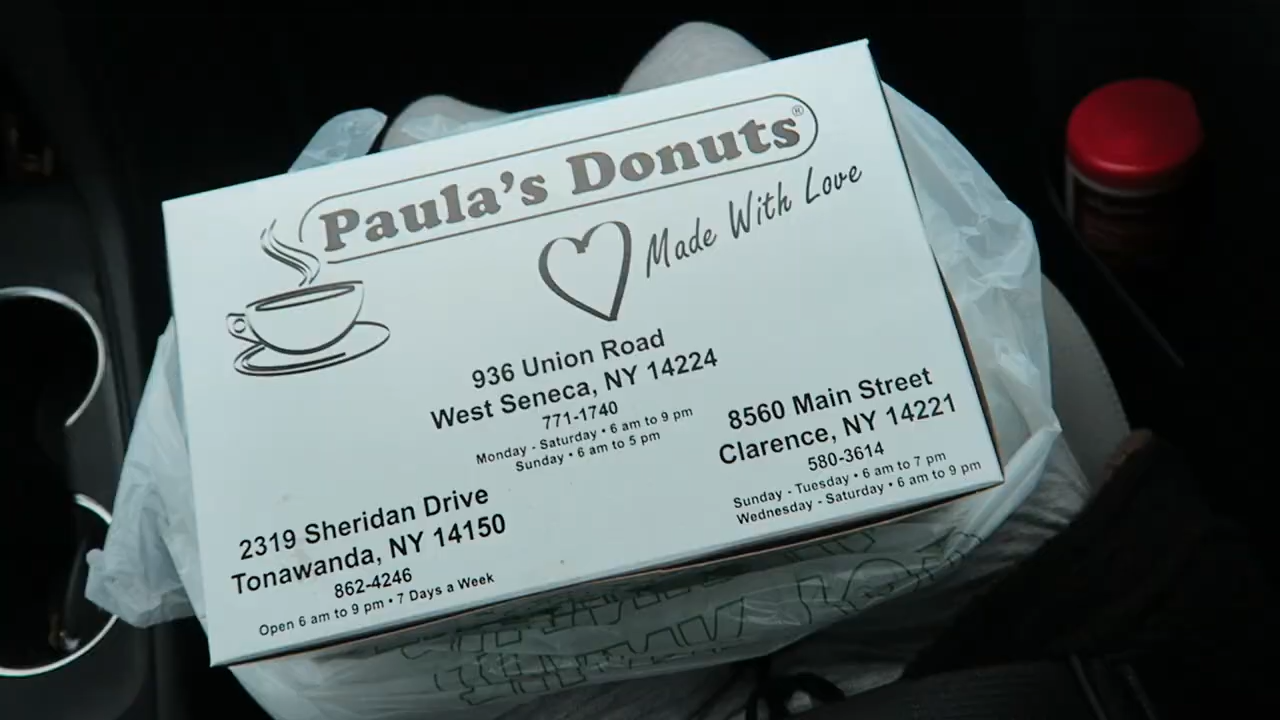 Paula's Donuts®
Made With Love
936 Union Road
West Seneca, NY 14224
771-1740
Monday - Saturday • 6 am to 9 pm
Sunday • 6 am to 5 pm
8560 Main Street
Clarence, NY 14221
580-3614
Sunday - Tuesday • 6 am to 7 pm
Wednesday - Saturday • 6 am to 9 pm
2319 Sheridan Drive
Tonawanda, NY 14150
862-4246
Open 6 am to 9 pm • 7 Days a Week